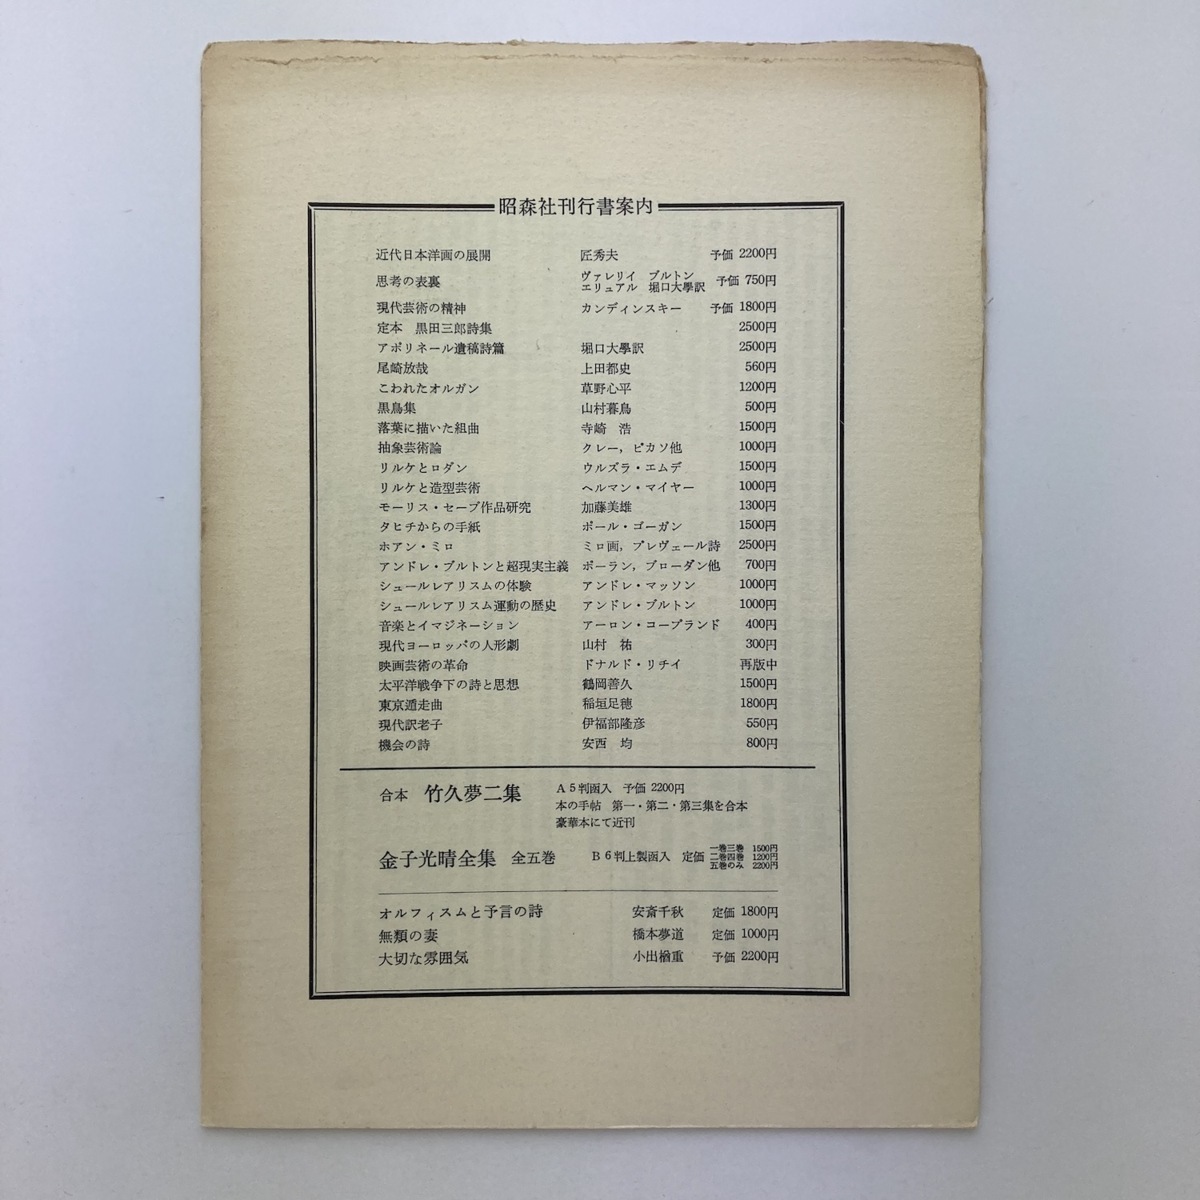 昭森社刊行書案内
近代日本洋画の展開 匠秀夫 予価 2200円
思考の表裏 ヴァレリイ ブルトン エリュアル 堀口大學訳 予価 750円
現代芸術の精神 カンディンスキー 予価 1800円
定本 黒田三郎詩集 2500円
アポリネール遺稿詩篇 堀口大學訳 2500円
尾崎放哉 上田都史 560円
こわれたオルガン 草野心平 1200円
黒鳥集 山村暮鳥 500円
落葉に描いた組曲 寺崎 浩 1500円
抽象芸術論 クレー，ピカソ他 1000円
リルケとロダン ウルズラ・エムデ 1500円
リルケと造型芸術 ヘルマン・マイヤー 1000円
モーリス・セーブ作品研究 加藤美雄 1300円
タヒチからの手紙 ポール・ゴーガン 1500円
ホアン・ミロ ミロ画，プレヴェール詩 2500円
アンドレ・ブルトンと超現実主義 ポーラン，ブローダン他 700円
シュールレアリスムの体験 アンドレ・マッソン 1000円
シュールレアリスム運動の歴史 アンドレ・ブルトン 1000円
音楽とイマジネーション アーロン・コープランド 400円
現代ヨーロッパの人形劇 山村 祐 300円
映画芸術の革命 ドナルド・リチイ 再版中
太平洋戦争下の詩と思想 鶴岡善久 1500円
東京遁走曲 稲垣足穂 1800円
現代訳老子 伊福部隆彦 550円
機会の詩 安西 均 800円
合本 竹久夢二集 A5判函入 予価 2200円
本の手帖 第一・第二・第三集を合本
豪華本にて近刊
金子光晴全集 全五巻 B6判上製函入 定価
一巻三巻 1500円
二巻四巻 1200円
五巻のみ 2200円
オルフィスムと予言の詩 安斎千秋 定価 1800円
無類の妻 橋本夢道 定価 1000円
大切な雰囲気 小出楢重 予価 2200円